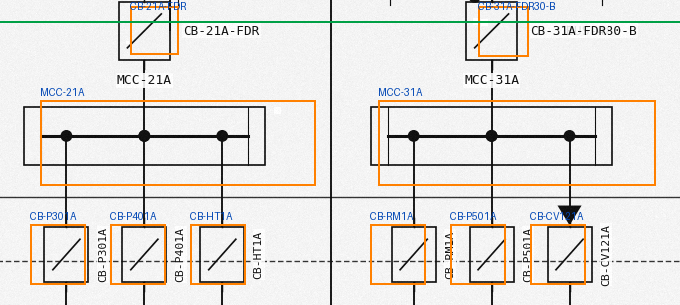 CB-21A-FDR
CB-31A-FDR30-B
CB-21A-FDR
CB-31A-FDR30-B
MCC-21A
MCC-31A
MCC-21A
MCC-31A
CB-P301A
CB-P401A
CB-HT1A
CB-RM1A
CB-P501A
CB-CV121A
CB-P301A
CB-P401A
CB-HT1A
CB-RM1A
CB-P501A
CB-CV121A